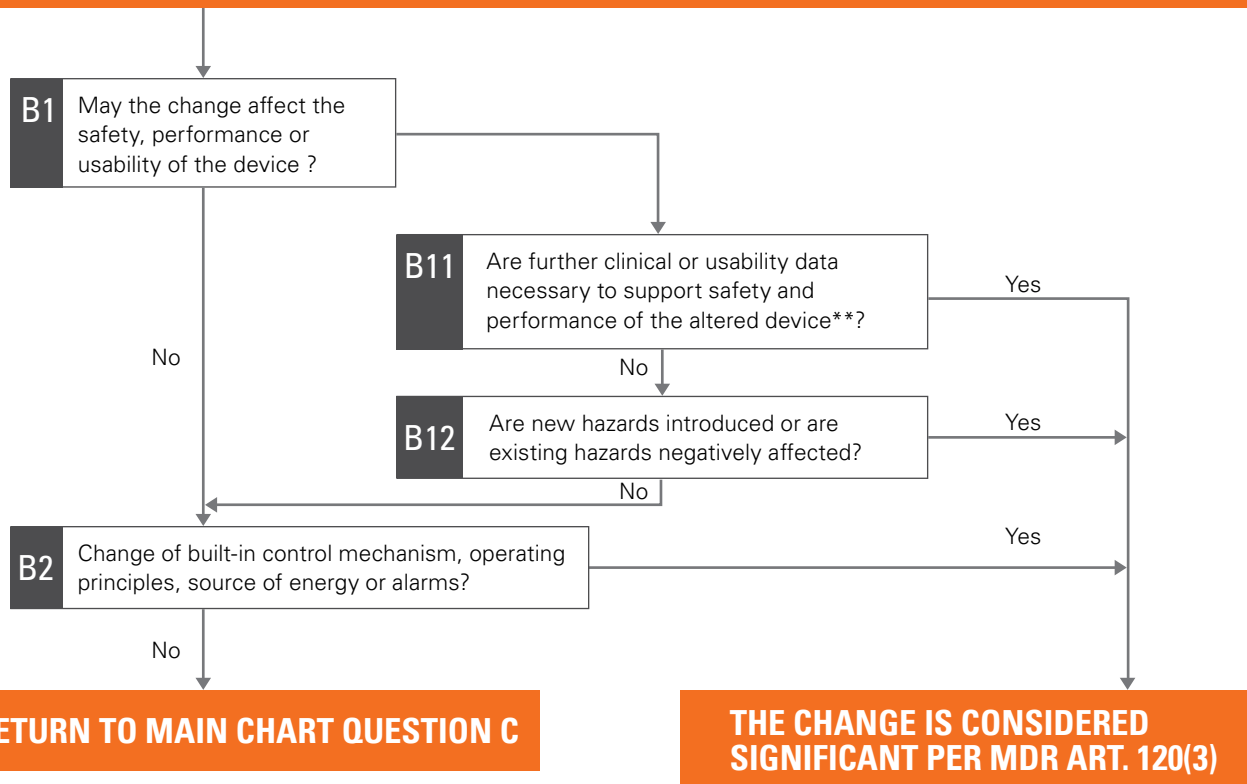 B1
May the change affect the
safety, performance or
usability of the device ?
B11
Are further clinical or usability data
necessary to support safety and
performance of the altered device**?
Yes
No
No
B12
Are new hazards introduced or are
existing hazards negatively affected?
Yes
No
B2
Change of built-in control mechanism, operating
principles, source of energy or alarms?
Yes
No
ETURN TO MAIN CHART QUESTION C
THE CHANGE IS CONSIDERED
SIGNIFICANT PER MDR ART. 120(3)